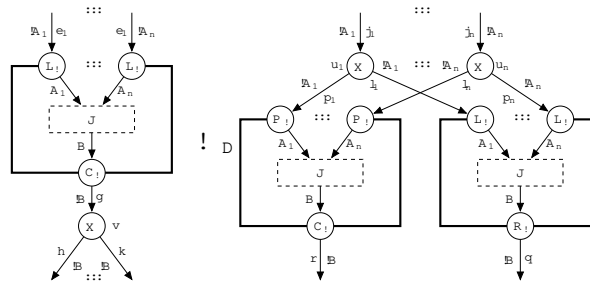 ... ...
!A1 e1 e1 !An !A1 j1 jn !An
L! ... L! u1 X !A1 ... !An X un
A1 An !A1 p1 l1 ln pn !An
J P! ... P! L! ... L!
B A1 An A1 An
C! ! D J J
!B g B B
X v C! R!
h !B !B k r !B !B q
...